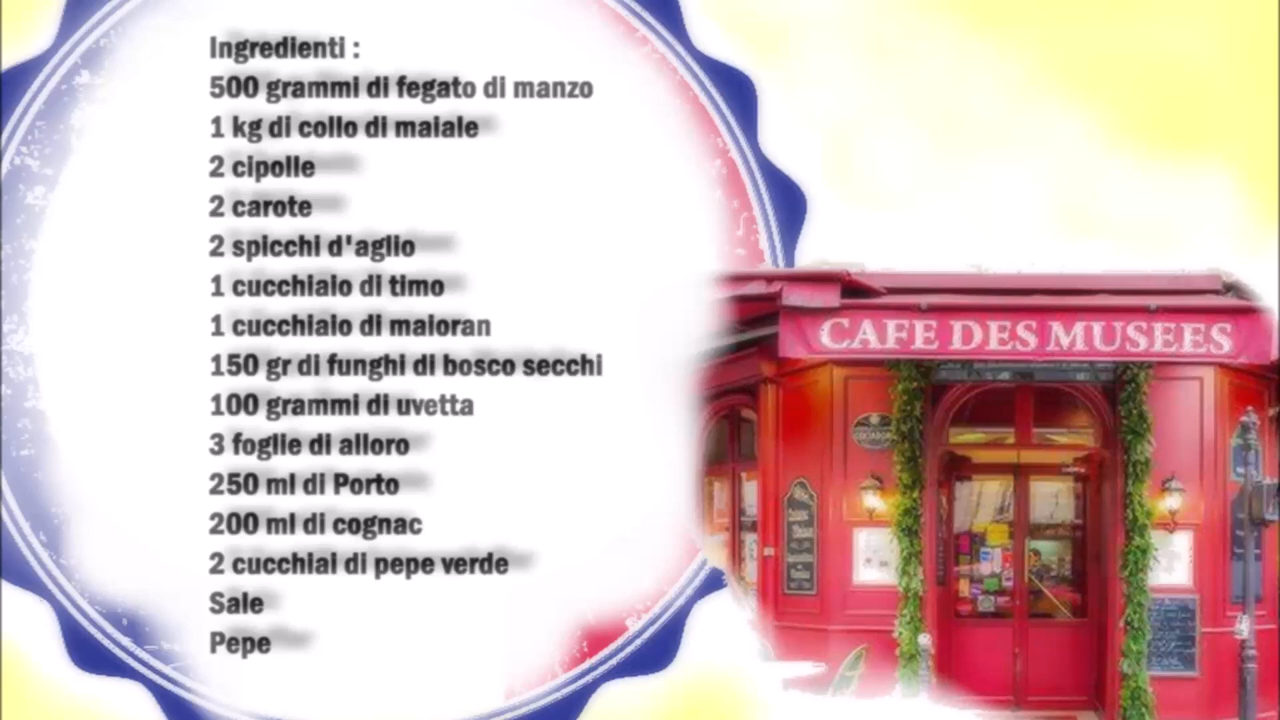 Ingredienti :
500 grammi di fegato di manzo
1 kg di collo di maiale
2 cipolle
2 carote
2 spicchi d'aglio
1 cucchiaio di timo
1 cucchiaio di maioran
150 gr di funghi di bosco secchi
100 grammi di uvetta
3 foglie di alloro
250 ml di Porto
200 ml di cognac
2 cucchiai di pepe verde
Sale
Pepe
CAFE DES MUSEES